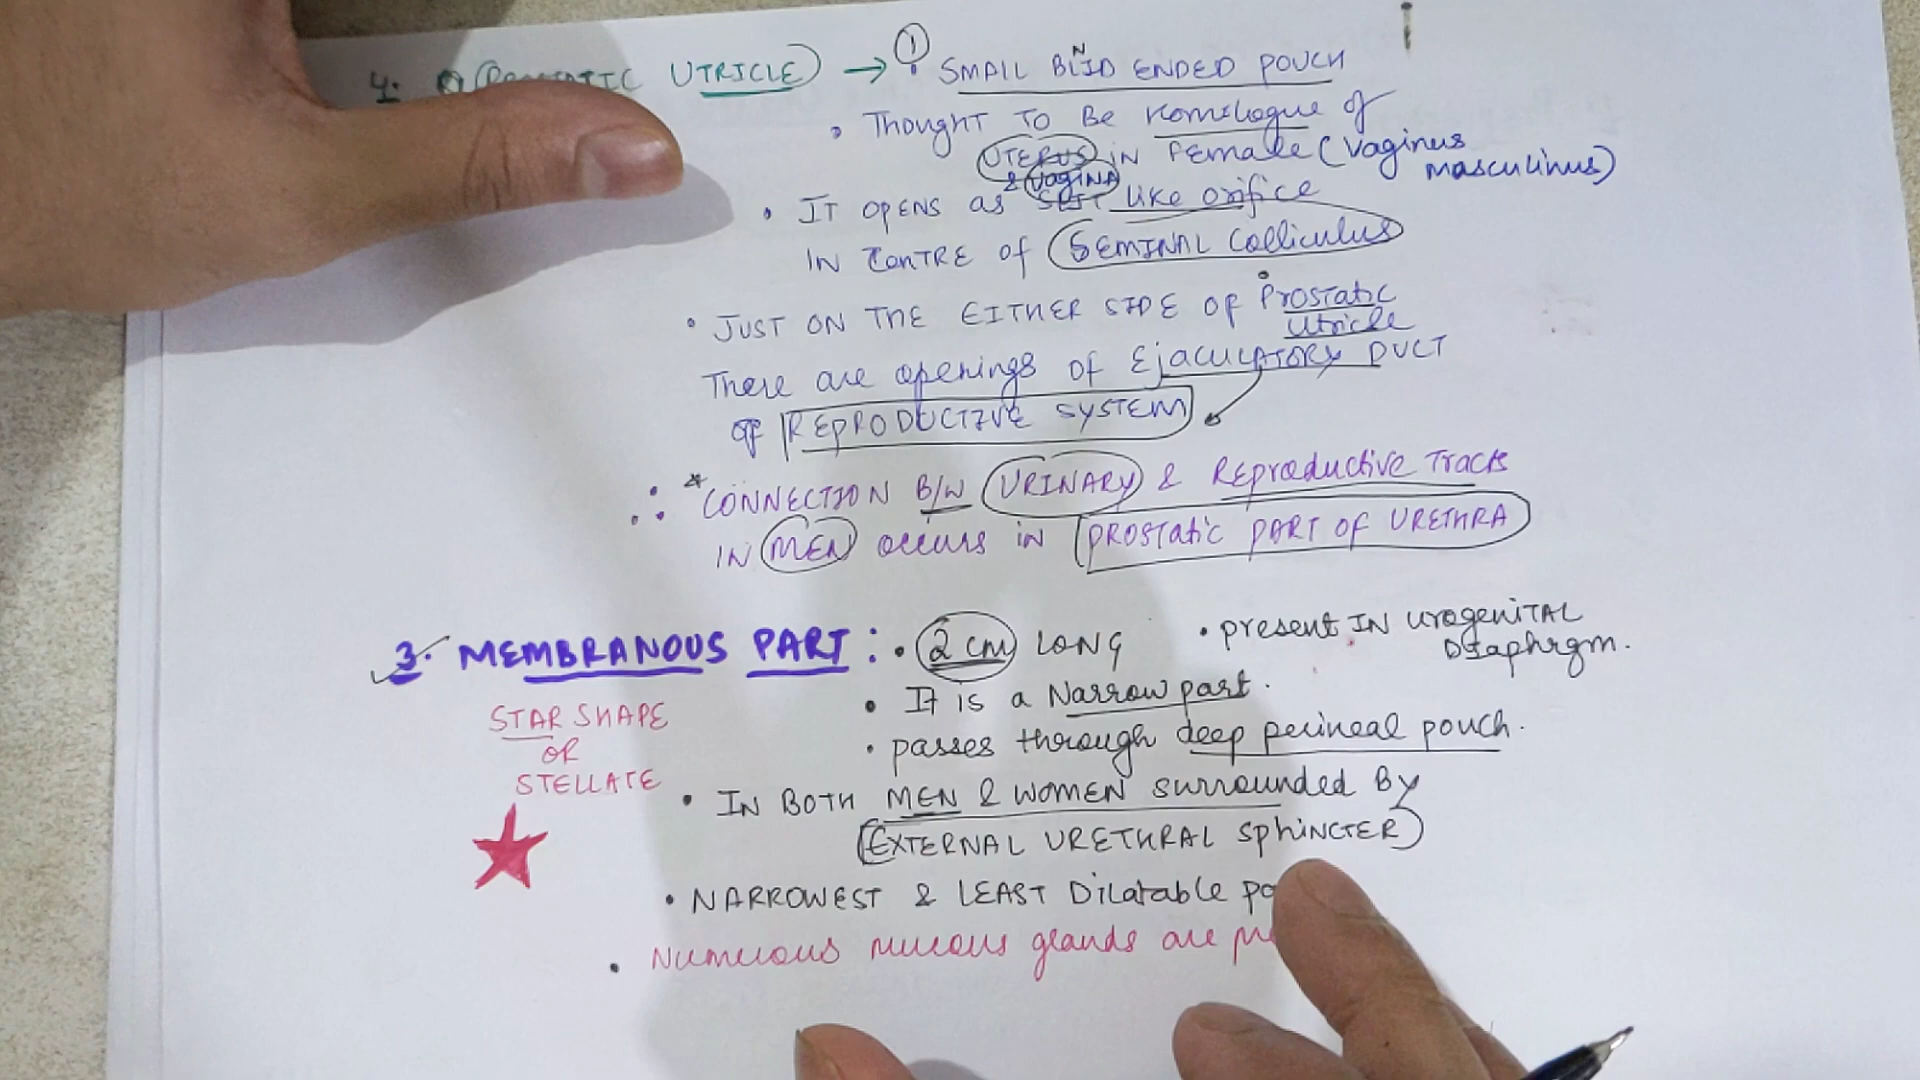 4. UTRICLE) → ① SMALL BLIND ENDED POUCH
• Thought To Be Homologue of
UTERUS in Female (Vaginus masculinus)
& Vagina
• IT OPENS as SLIT like orifice
IN CENTRE of SEMINAL Colliculus
• JUST ON THE EITHER SIDE OF Prostatic Utricle
There are openings of Ejaculatory DUCT
of REPRODUCTIVE SYSTEM
∴ *CONNECTION B/W URINARY & Reproductive Tracts
IN MEN occurs in PROSTATIC PART OF URETHRA
3. MEMBRANOUS PART : • 2 cm LONG • present IN urogenital Diaphrgm.
• It is a Narrow part.
STAR SHAPE
OR
STELLATE
• passes through deep perineal pouch.
• IN BOTH MEN & WOMEN surrounded By
EXTERNAL URETHRAL SphINCTER
• NARROWEST & LEAST Dilatable
• Numerous mucous glands are